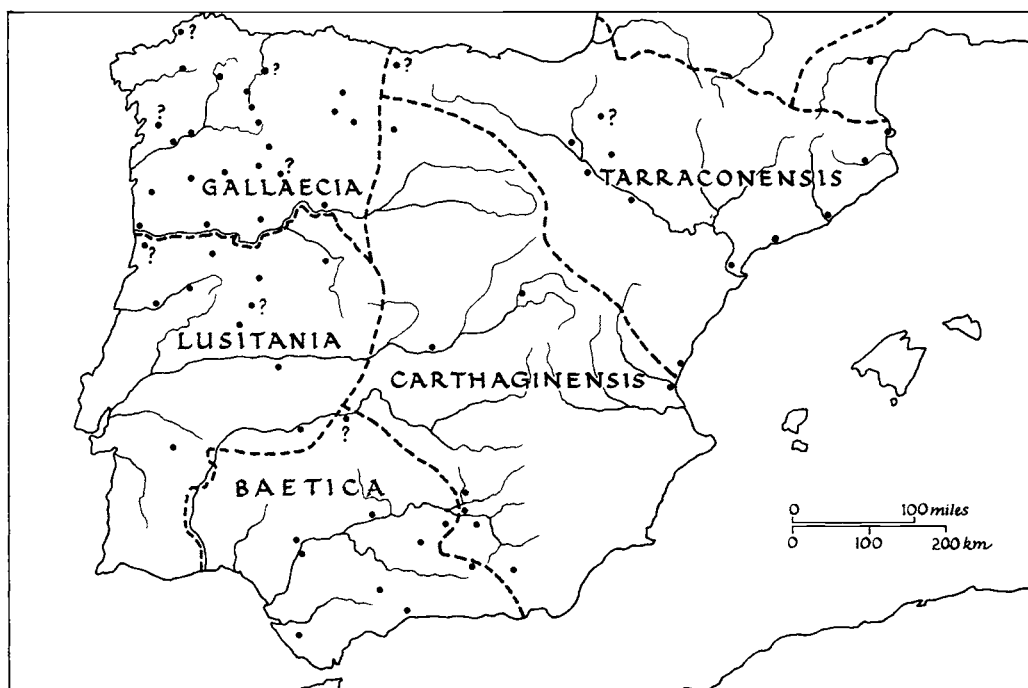 ?
?
?
?
?
GALLAECIA
TARRACONENSIS
?
?
LUSITANIA
CARTHAGINENSIS
?
BAETICA
0 100 miles
0 100 200 km